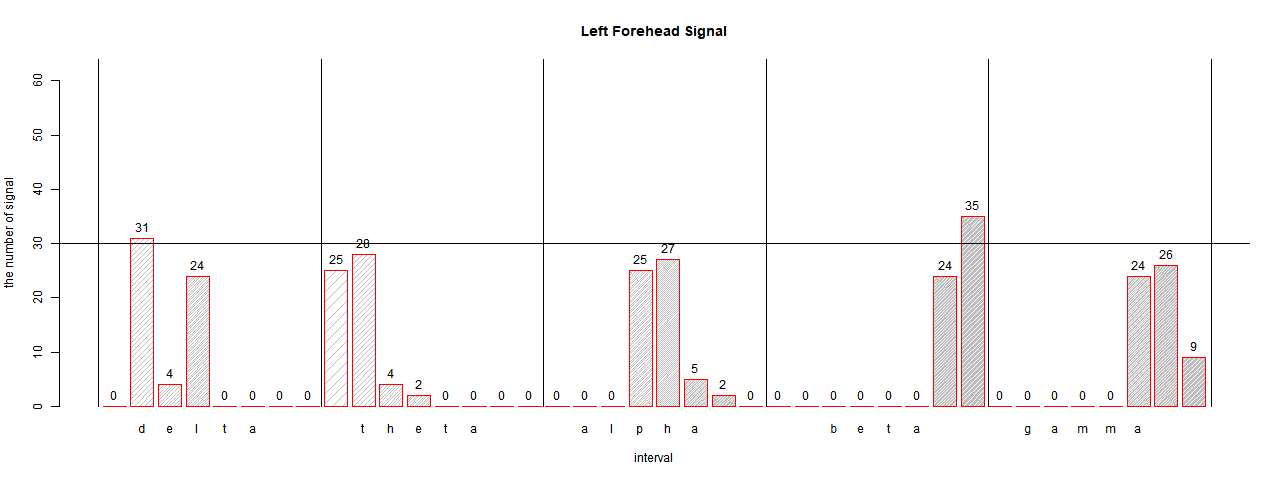 Left Forehead Signal
the number of signal
60
50
40
30
20
10
0
0 31 4 24 0 0 0 0 25 28 4 2 0 0 0 0 0 0 0 25 27 5 2 0 0 0 0 0 0 0 24 35 0 0 0 0 0 24 26 9
d e l t a t h e t a a l p h a b e t a g a m m a
interval